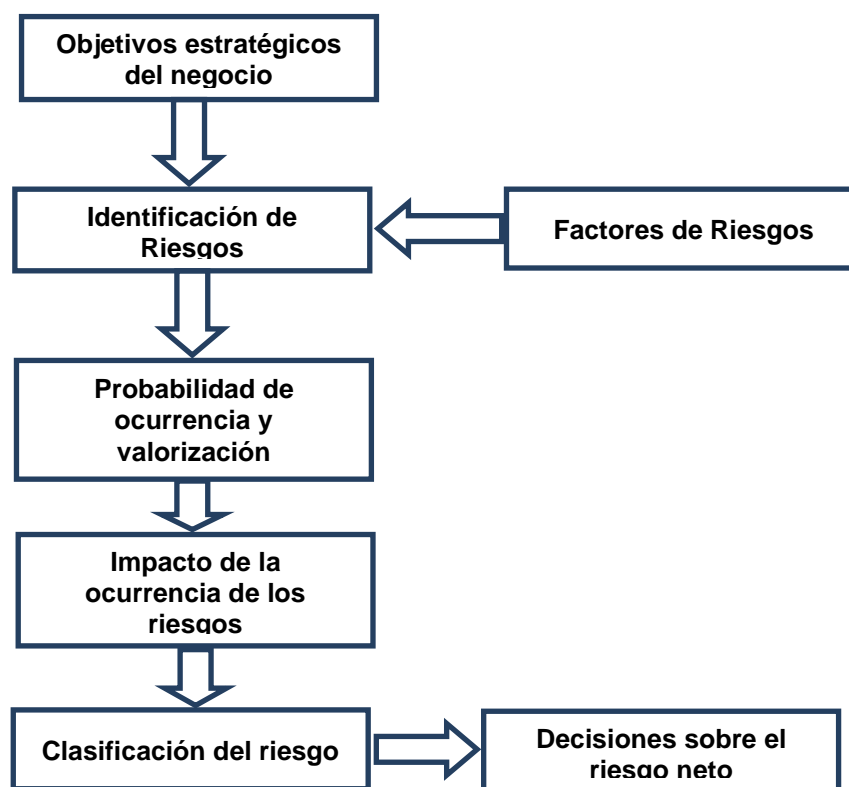 Objetivos estratégicos
del negocio
Identificación de
Riesgos
Factores de Riesgos
Probabilidad de
ocurrencia y
valorización
Impacto de la
ocurrencia de los
riesgos
Clasificación del riesgo
Decisiones sobre el
riesgo neto